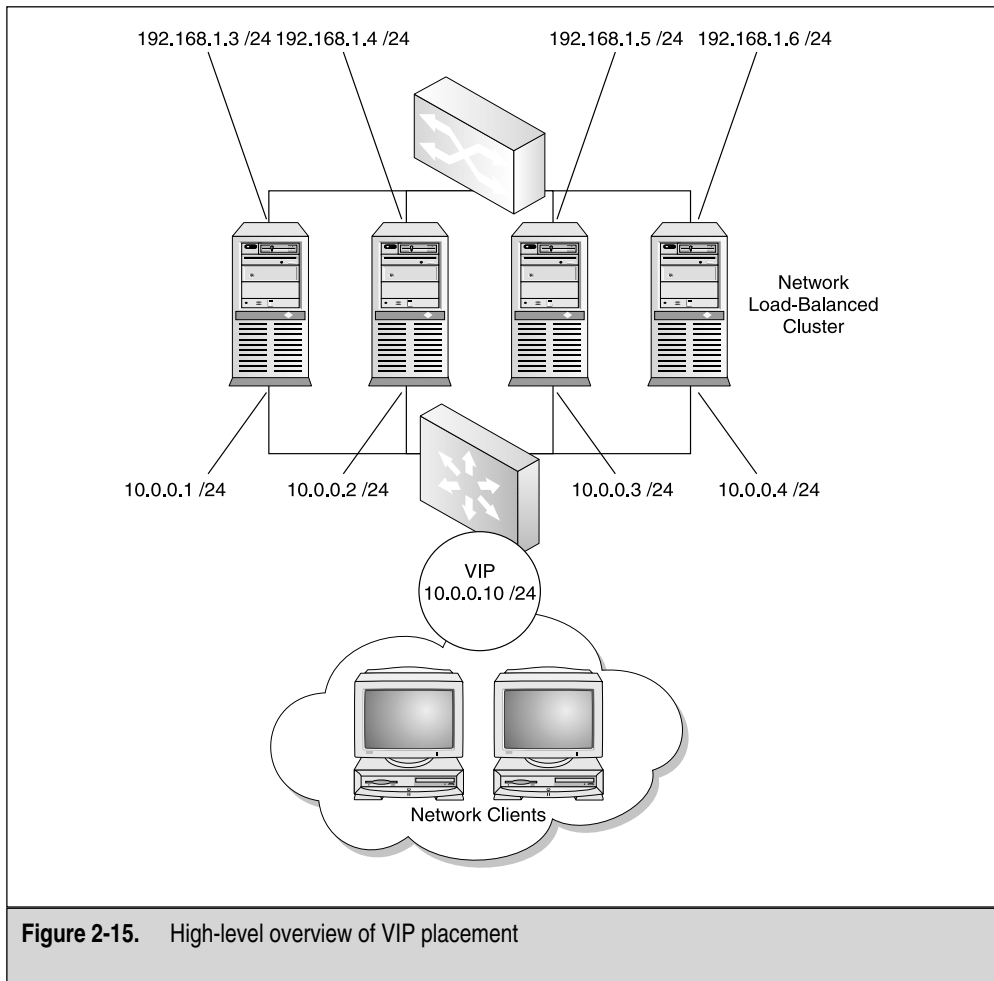 192.168.1.3 /24 192.168.1.4 /24 192.168.1.5 /24 192.168.1.6 /24
Network
Load-Balanced
Cluster
10.0.0.1 /24 10.0.0.2 /24 10.0.0.3 /24 10.0.0.4 /24
VIP
10.0.0.10 /24
Network Clients
Figure 2-15. High-level overview of VIP placement